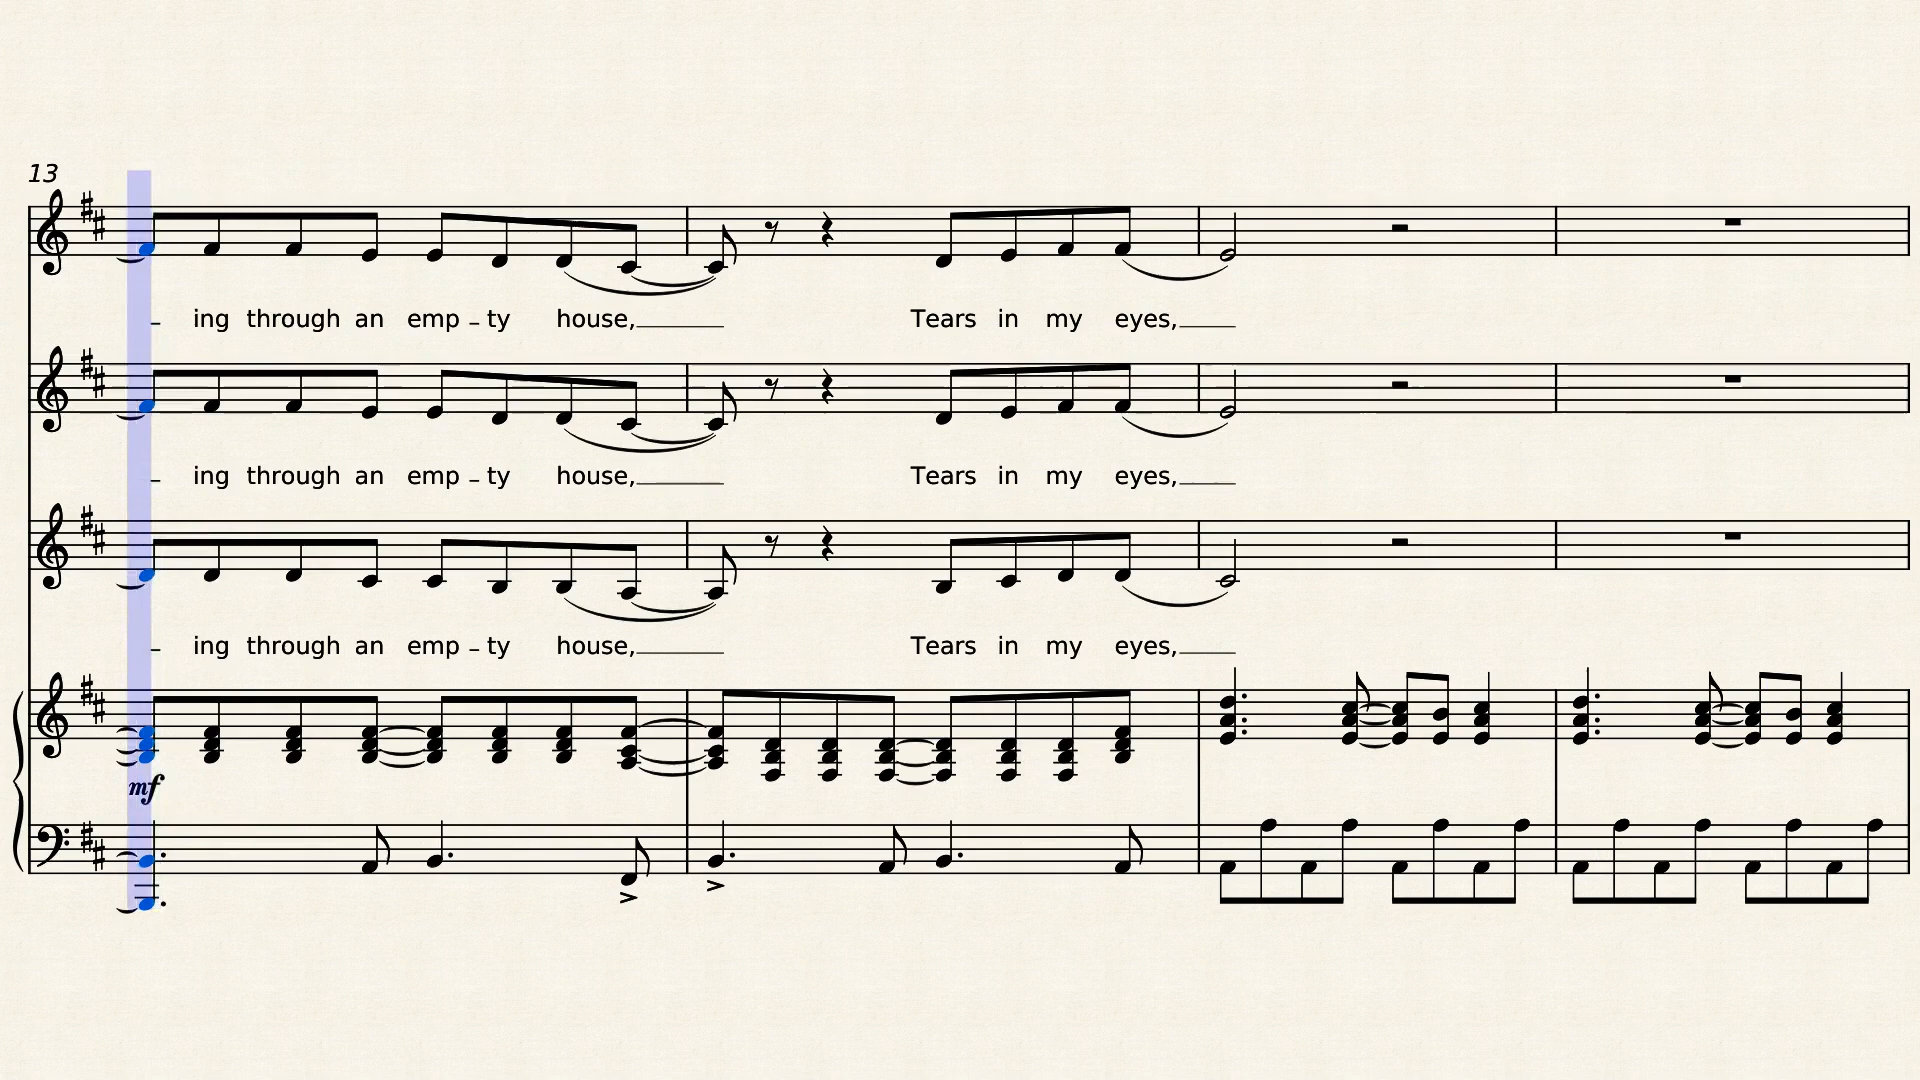 13
– ing through an emp – ty house, Tears in my eyes,
– ing through an emp – ty house, Tears in my eyes,
– ing through an emp – ty house, Tears in my eyes,
mf